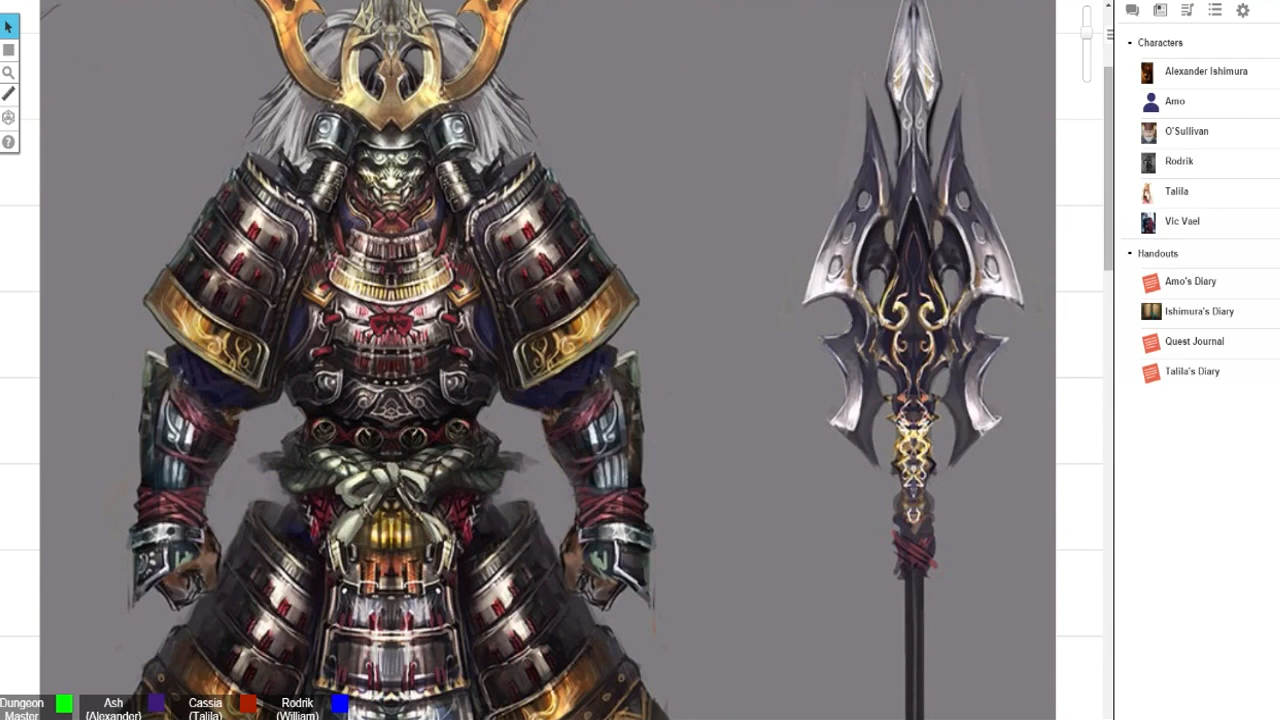 Characters
Alexander Ishimura
Amo
O'Sullivan
Rodrik
Talila
Vic Vael
Handouts
Amo's Diary
Ishimura's Diary
Quest Journal
Talila's Diary
Dungeon Master
Ash (Alexander)
Cassia (Talila)
Rodrik (William)